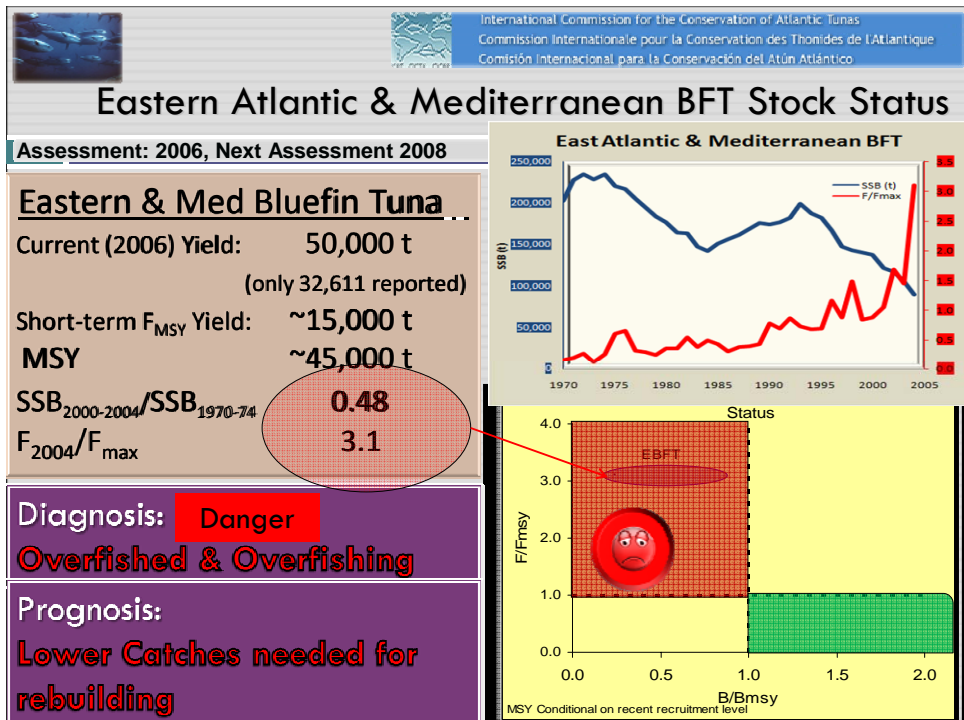 International Commission for the Conservation of Atlantic Tunas
Commission Internationale pour la Conservation des Thonides de l'Atlantique
Comisión Internacional para la Conservación del Atún Atlántico
Eastern Atlantic & Mediterranean BFT Stock Status
Assessment: 2006, Next Assessment 2008
Eastern & Med Bluefin Tuna
Current (2006) Yield: 50,000 t
(only 32,611 reported)
Short-term FMSY Yield: ~15,000 t
MSY ~45,000 t
SSB2000-2004/SSB1970-74 0.48
F2004/Fmax 3.1
Diagnosis: Danger
Overfished & Overfishing
Prognosis:
Lower Catches needed for
rebuilding
East Atlantic & Mediterranean BFT
250,000
200,000
150,000
100,000
50,000
0
SSB (t)
SSB (t)
F/Fmax
3.5
3.0
2.5
2.0
1.5
1.0
0.5
0.0
1970 1975 1980 1985 1990 1995 2000 2005
Status
4.0
3.0
2.0
1.0
0.0
F/Fmsy
EBFT
0.0 0.5 1.0 1.5 2.0
B/Bmsy
MSY Conditional on recent recruitment level